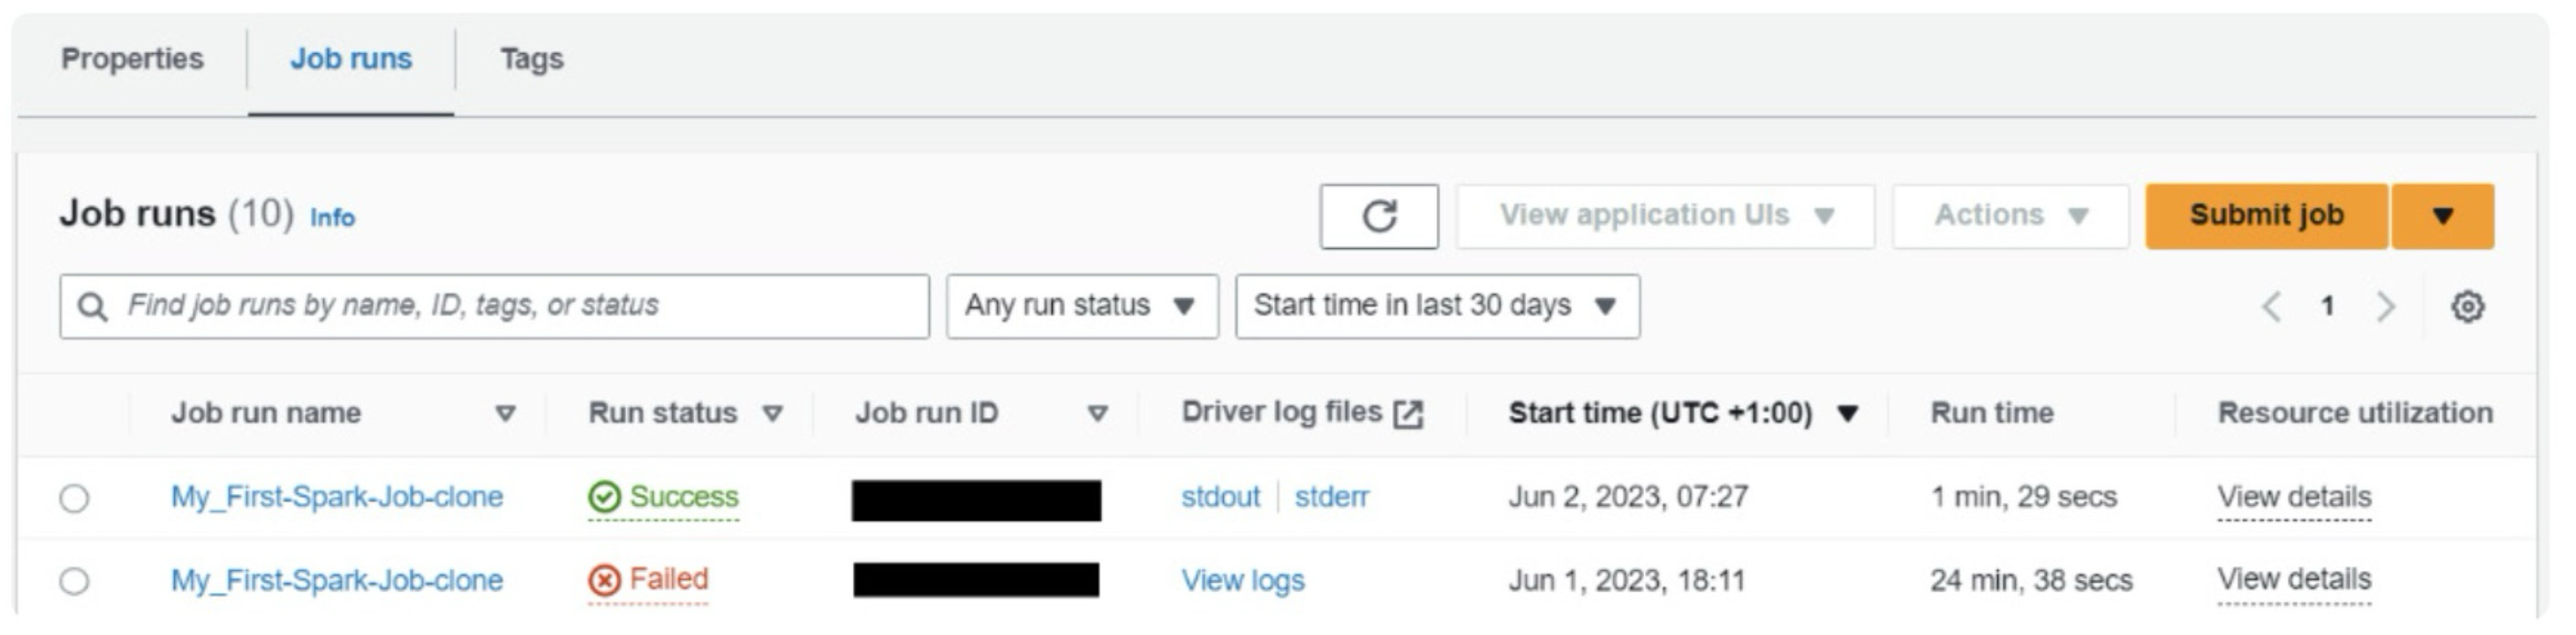 Properties Job runs Tags
Job runs (10) Info View application UIs Actions Submit job
Find job runs by name, ID, tags, or status Any run status Start time in last 30 days 1
Job run name Run status Job run ID Driver log files Start time (UTC +1:00) Run time Resource utilization
My_First-Spark-Job-clone Success stdout stderr Jun 2, 2023, 07:27 1 min, 29 secs View details
My_First-Spark-Job-clone Failed View logs Jun 1, 2023, 18:11 24 min, 38 secs View details